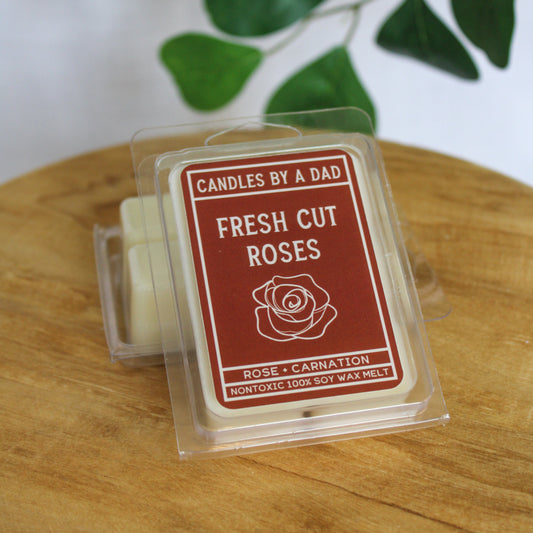 CANDLES BY A DAD
FRESH CUT
ROSES
ROSE + CARNATION
NONTOXIC 100% SOY WAX MELT